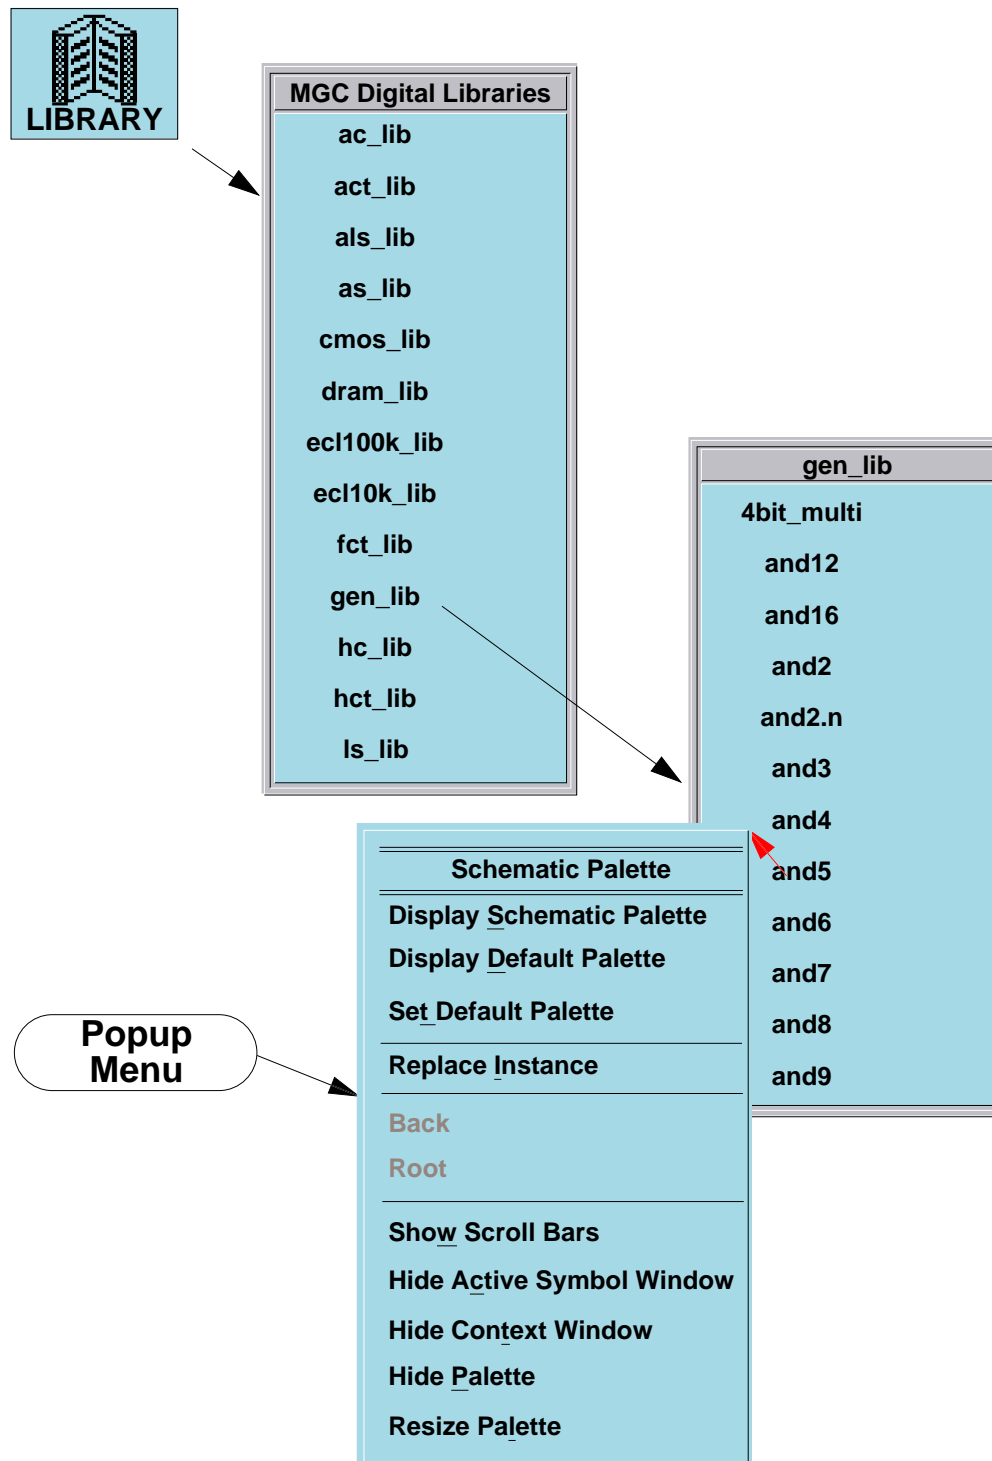 LIBRARY
MGC Digital Libraries
ac_lib
act_lib
als_lib
as_lib
cmos_lib
dram_lib
ecl100k_lib
ecl10k_lib
fct_lib
gen_lib
hc_lib
hct_lib
ls_lib
gen_lib
4bit_multi
and12
and16
and2
and2.n
and3
and4
and5
and6
and7
and8
and9
Popup
Menu
Schematic Palette
Display Schematic Palette
Display Default Palette
Set Default Palette
Replace Instance
Back
Root
Show Scroll Bars
Hide Active Symbol Window
Hide Context Window
Hide Palette
Resize Palette